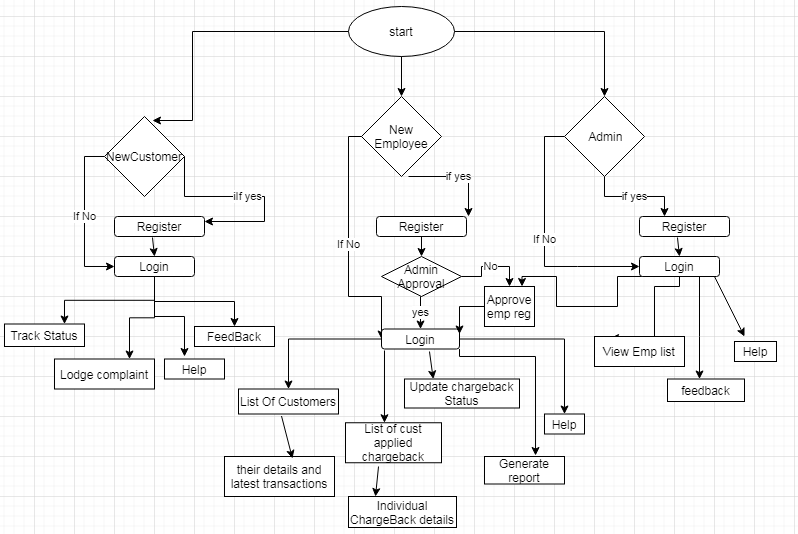 start
New
Employee
Admin
NewCustomer
if yes
iIf yes
if yes
If No
Register
Register
Register
If No
If No
Login
Admin
Approval
No
Login
Approve
emp reg
yes
Track Status
FeedBack
Login
View Emp list
Help
Lodge complaint
Help
Update chargeback
Status
feedback
List Of Customers
Help
List of cust
applied
chargeback
their details and
latest transactions
Generate
report
Individual
ChargeBack details